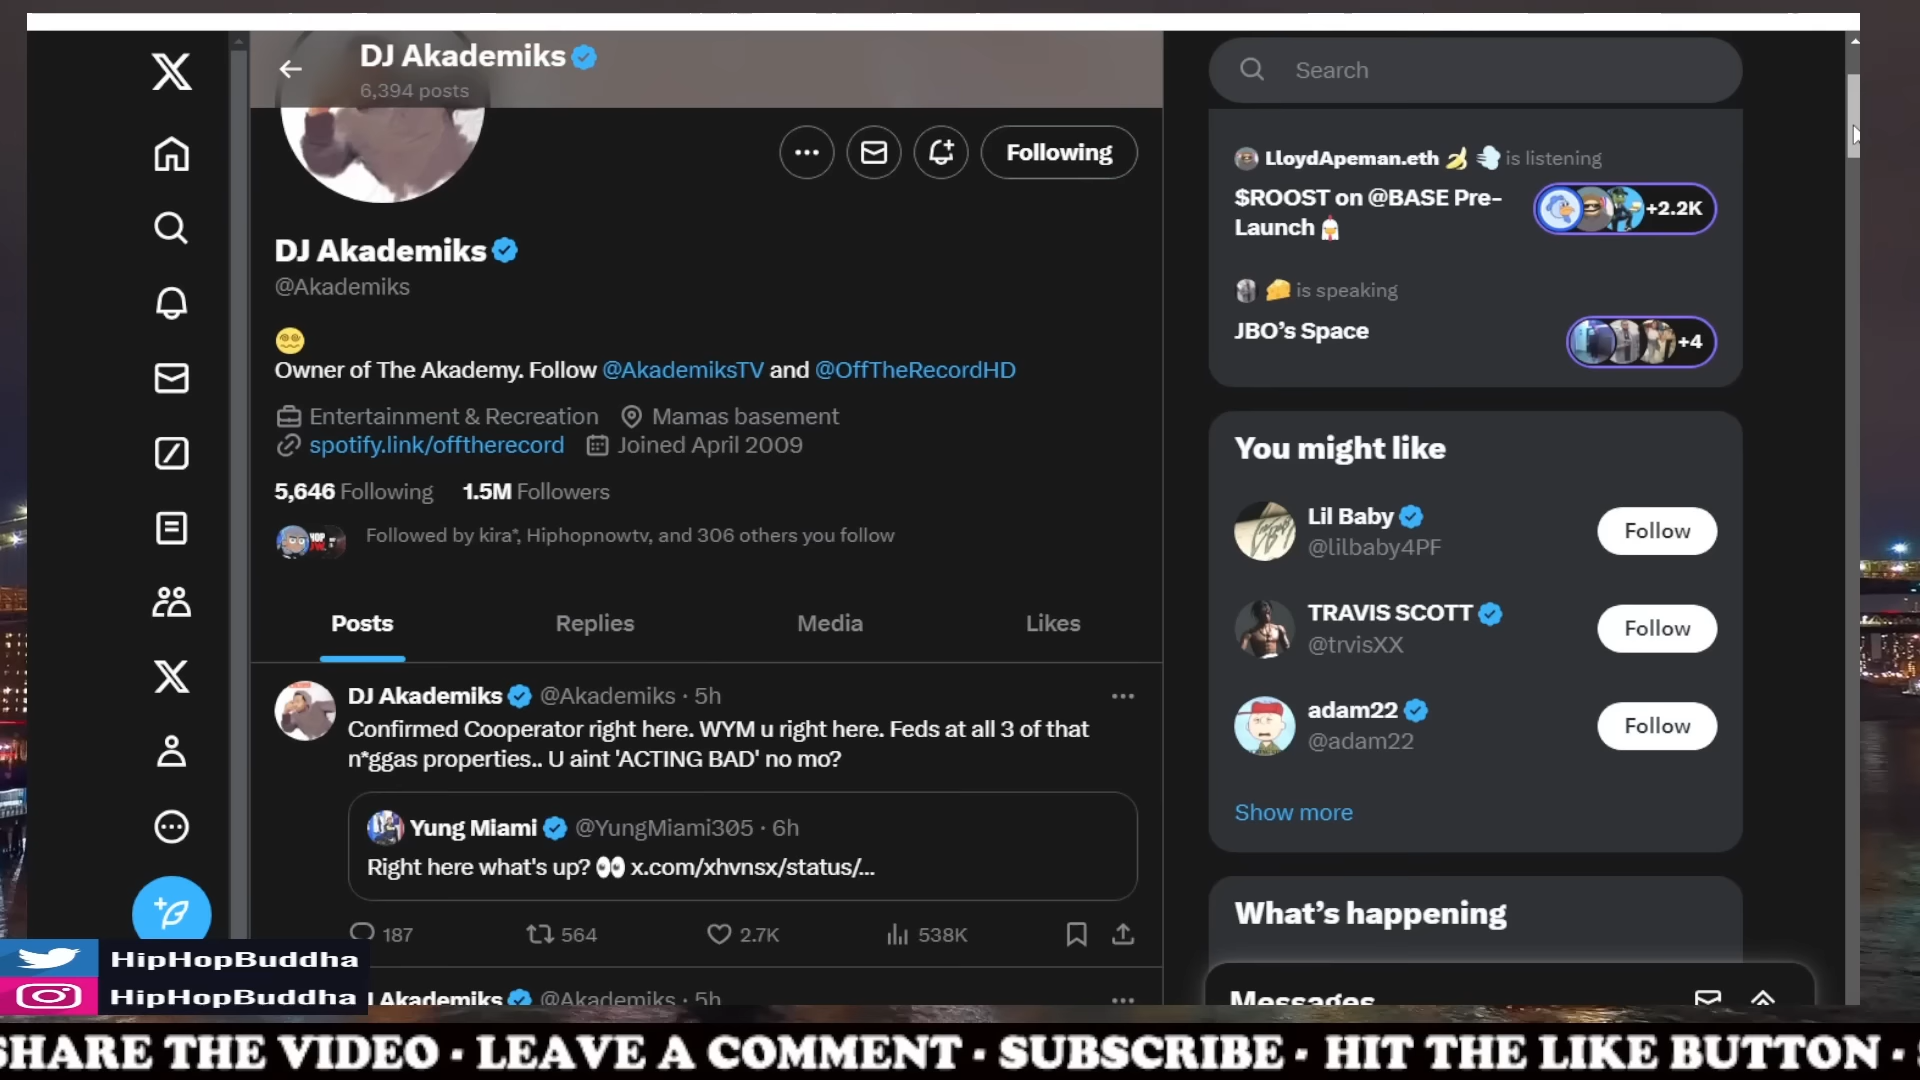 DJ Akademiks
6,394 posts
Following
DJ Akademiks
@Akademiks
Owner of The Akademy. Follow @AkademiksTV and @OffTheRecordHD
Entertainment & Recreation Mamas basement
spotify.link/offtherecord Joined April 2009
5,646 Following 1.5M Followers
Followed by kira*, Hiphopnowtv, and 306 others you follow
Posts Replies Media Likes
DJ Akademiks @Akademiks · 5h
Confirmed Cooperator right here. WYM u right here. Feds at all 3 of that
n*ggas properties.. U aint 'ACTING BAD' no mo?
Yung Miami @YungMiami305 · 6h
Right here what's up? 👀 x.com/xhvnsx/status/...
187 564 2.7K 538K
Akademiks @Akademiks · 5h
Search
LloydApeman.eth 🍌 💨 is listening
$ROOST on @BASE Pre-
Launch 🐔
+2.2K
🧀 is speaking
JBO’s Space
+4
You might like
Lil Baby
@lilbaby4PF
Follow
TRAVIS SCOTT
@trvisXX
Follow
adam22
@adam22
Follow
Show more
What’s happening
Messages
HipHopBuddha
HipHopBuddha
SHARE THE VIDEO · LEAVE A COMMENT · SUBSCRIBE · HIT THE LIKE BUTTON ·